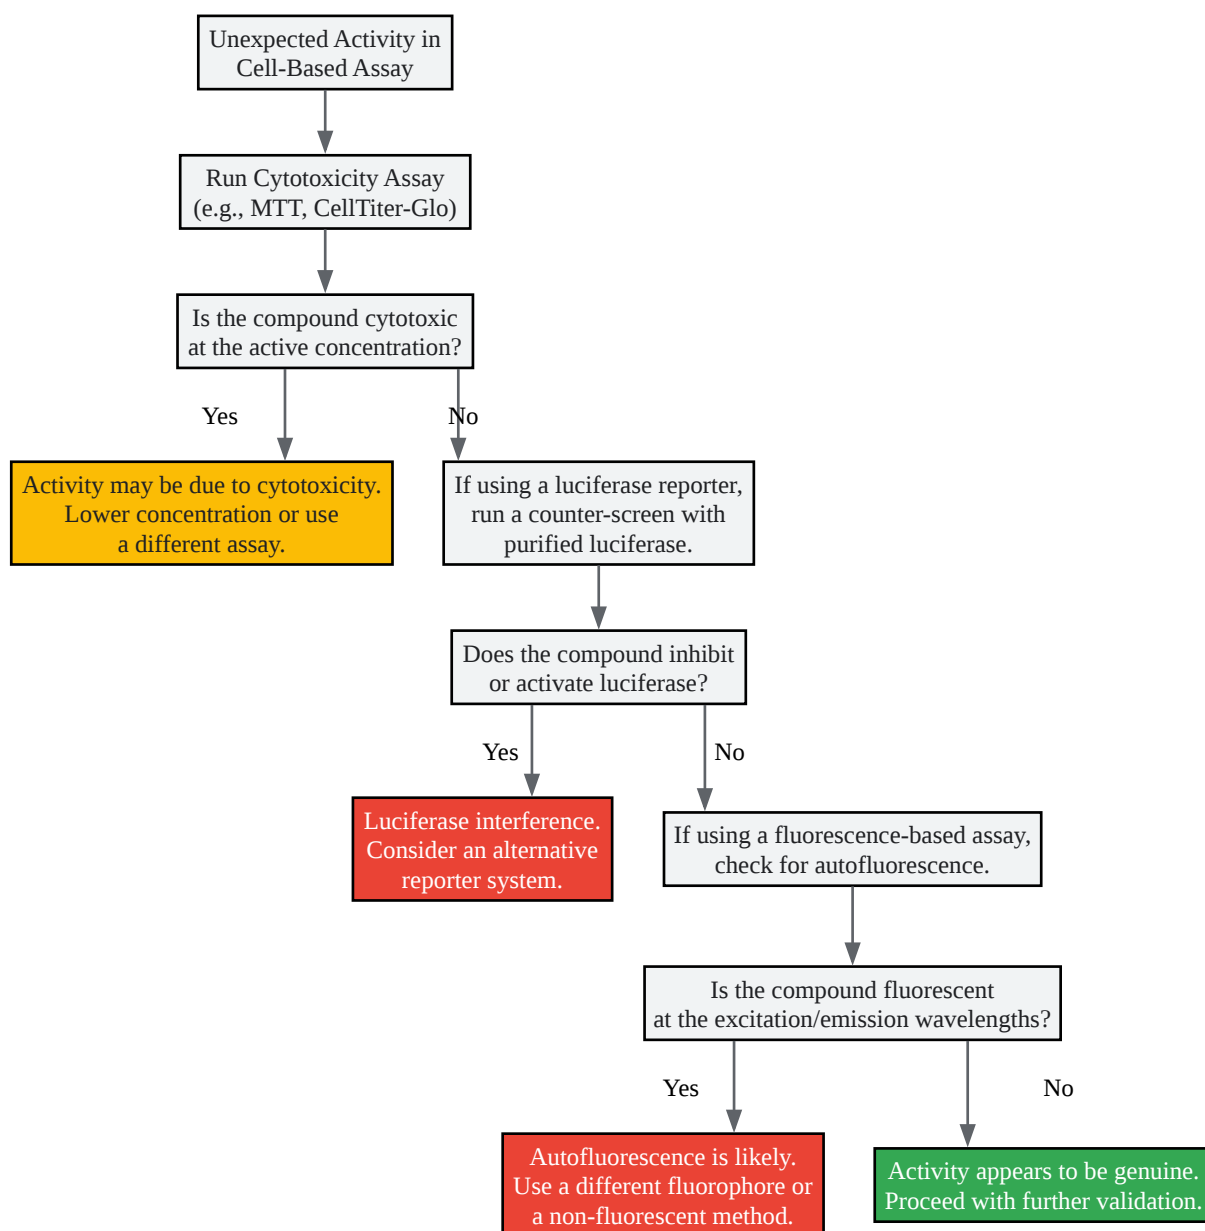 Unexpected Activity in
Cell-Based Assay
Run Cytotoxicity Assay
(e.g., MTT, CellTiter-Glo)
Is the compound cytotoxic
at the active concentration?
Yes
No
Activity may be due to cytotoxicity.
Lower concentration or use
a different assay.
If using a luciferase reporter,
run a counter-screen with
purified luciferase.
Does the compound inhibit
or activate luciferase?
Yes
No
Luciferase interference.
Consider an alternative
reporter system.
If using a fluorescence-based assay,
check for autofluorescence.
Is the compound fluorescent
at the excitation/emission wavelengths?
Yes
No
Autofluorescence is likely.
Use a different fluorophore or
a non-fluorescent method.
Activity appears to be genuine.
Proceed with further validation.